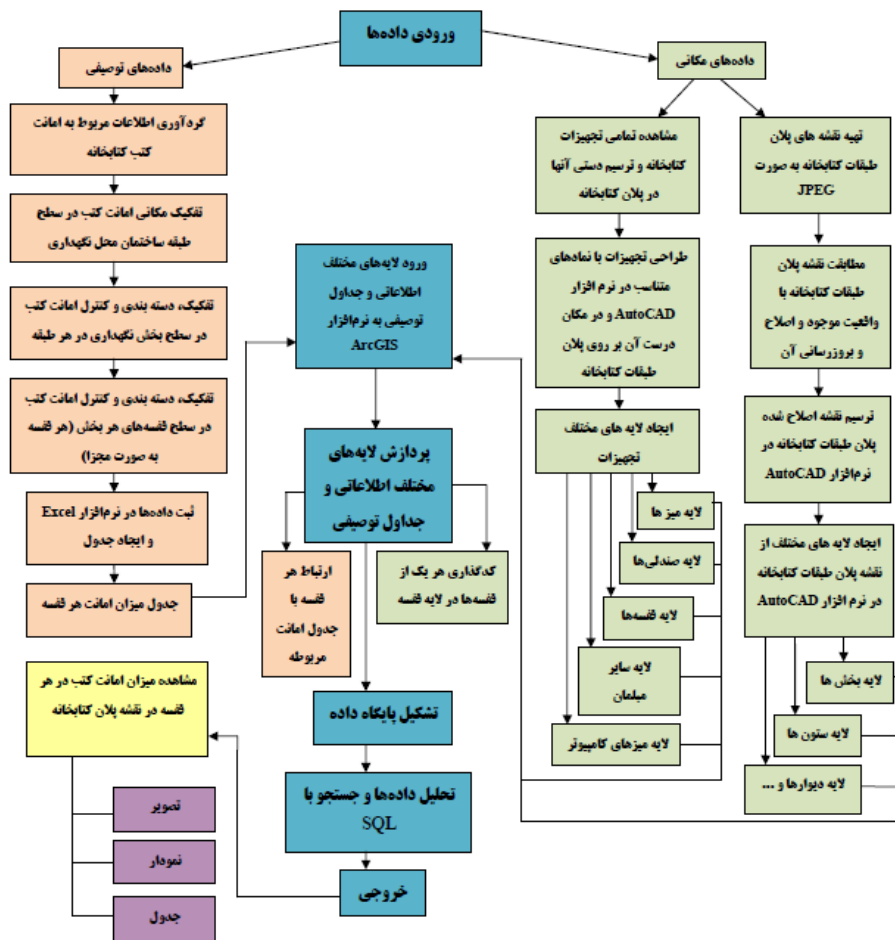 ورودی داده‌ها
داده‌های توصیفی
داده‌های مکانی
گردآوری اطلاعات مربوط به امانت
کتب کتابخانه
تفکیک مکانی امانت کتب در سطح
طبقه ساختمان محل نگهداری
تفکیک، دسته بندی و کنترل امانت کتب
در سطح بخش نگهداری در هر طبقه
تفکیک، دسته بندی و کنترل امانت کتب
در سطح قفسه‌های هر بخش (هر قفسه
به صورت مجزا)
ثبت داده‌ها در نرم‌افزار Excel
و ایجاد جدول
جدول میزان امانت هر قفسه
مشاهده تمامی تجهیزات
کتابخانه و ترسیم دستی آنها
در پلان کتابخانه
طراحی تجهیزات با نمادهای
متناسب در نرم افزار
AutoCAD و در مکان
درست آن بر روی پلان
طبقات کتابخانه
ایجاد لایه های مختلف
تجهیزات
لایه میز ها
لایه صندلی‌ها
لایه قفسه‌ها
لایه سایر
مبلمان
لایه میزهای کامپیوتر
تهیه نقشه های پلان
طبقات کتابخانه به صورت
JPEG
مطابقت نقشه پلان
طبقات کتابخانه با
واقعیت موجود و اصلاح
و بروزرسانی آن
ترسیم نقشه اصلاح شده
پلان طبقات کتابخانه در
نرم‌افزار AutoCAD
ایجاد لایه های مختلف از
نقشه پلان طبقات کتابخانه
در نرم افزار AutoCAD
لایه بخش ها
لایه ستون ها
لایه دیوارها و ...
ورود لایه‌های مختلف
اطلاعاتی و جداول
توصیفی به نرم‌افزار
ArcGIS
پردازش لایه‌های
مختلف اطلاعاتی و
جداول توصیفی
ارتباط هر
قفسه با
جدول امانت
مربوطه
کدگذاری هر یک از
قفسه‌ها در لایه قفسه
تشکیل پایگاه داده
تحلیل داده‌ها و جستجو با
SQL
خروجی
مشاهده میزان امانت کتب در هر
قفسه در نقشه پلان کتابخانه
تصویر
نمودار
جدول